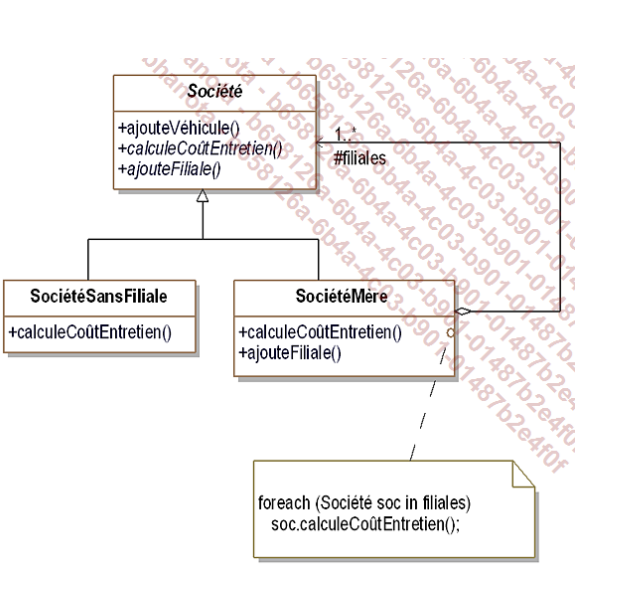 Société
+ajouteVéhicule()
+calculeCoûtEntretien()
+ajouteFiliale()
1..*
#filiales
SociétéSansFiliale
+calculeCoûtEntretien()
SociétéMère
+calculeCoûtEntretien()
+ajouteFiliale()
foreach (Société soc in filiales)
soc.calculeCoûtEntretien();